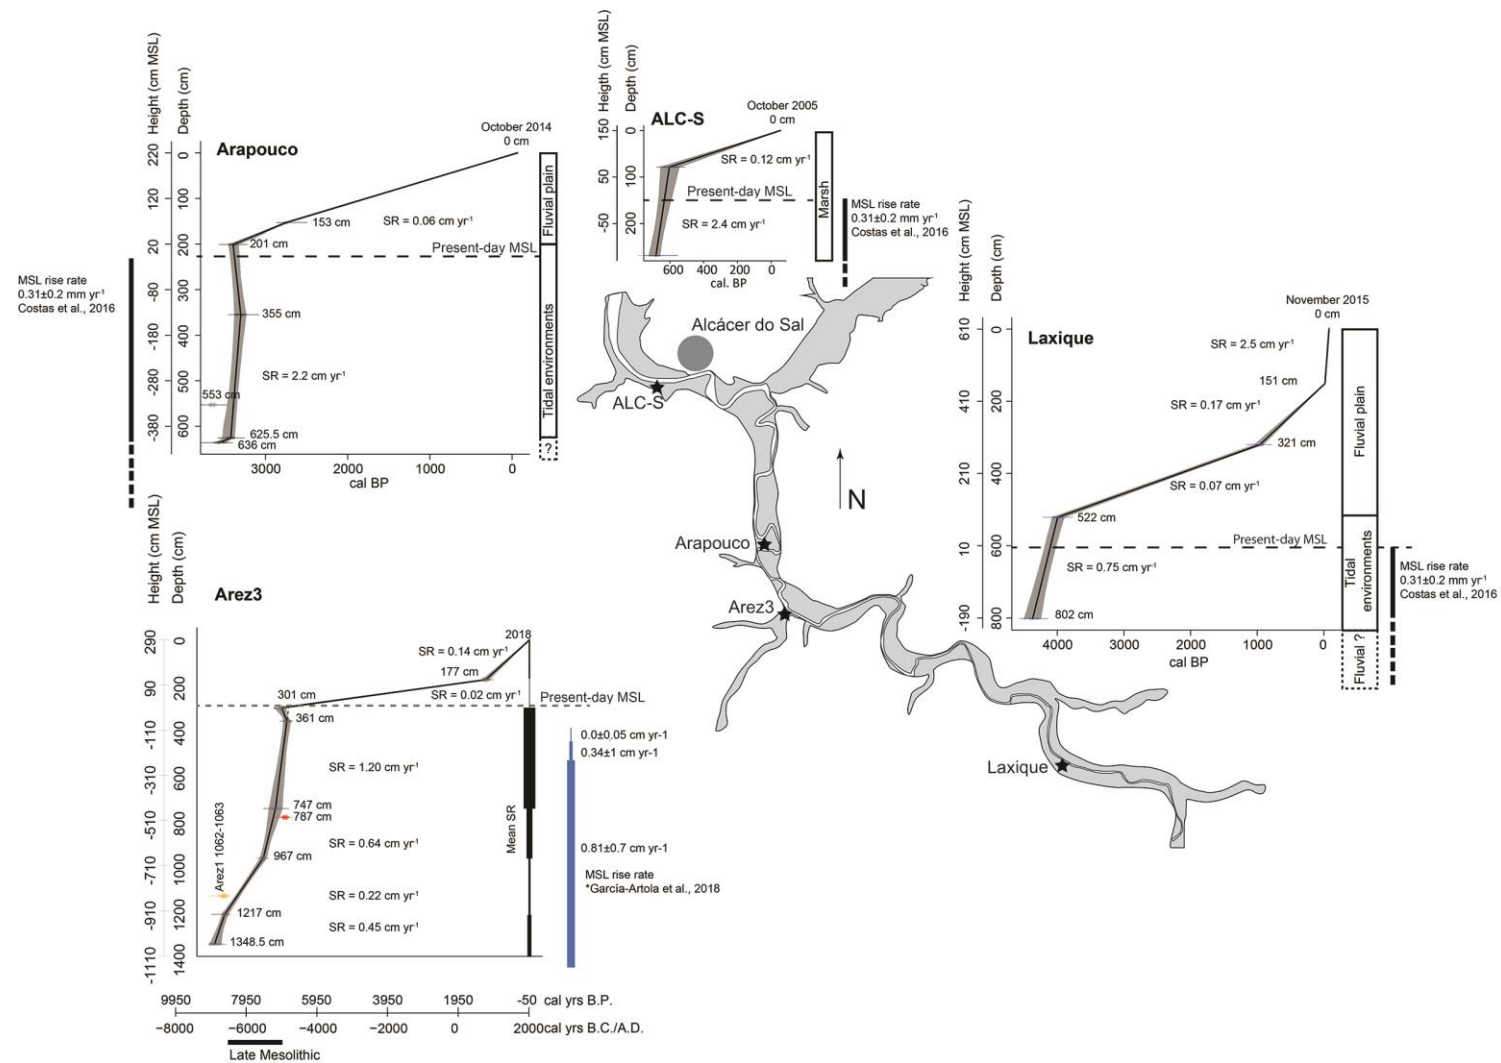 Arapouco
Height (cm MSL)
Depth (cm)
October 2014
0 cm
220
120
20
-80
-180
-280
-380
0
100
200
300
400
500
600
153 cm
SR = 0.06 cm yr-1
201 cm
Present-day MSL
355 cm
SR = 2.2 cm yr-1
553 cm
625.5 cm
636 cm
Fluvial plain
Tidal environments
?
3000
2000
1000
0
cal BP
MSL rise rate
0.31±0.2 mm yr-1
Costas et al., 2016
ALC-S
Heigth (cm MSL)
Depth (cm)
October 2005
0 cm
150
50
-50
0
100
200
SR = 0.12 cm yr-1
Present-day MSL
SR = 2.4 cm yr-1
Marsh
600
400
200
0
cal. BP
MSL rise rate
0.31±0.2 mm yr-1
Costas et al., 2016
Laxique
Height (cm MSL)
Depth (cm)
November 2015
0 cm
610
410
210
10
-190
0
200
400
600
800
SR = 2.5 cm yr-1
151 cm
SR = 0.17 cm yr-1
321 cm
SR = 0.07 cm yr-1
522 cm
Present-day MSL
SR = 0.75 cm yr-1
802 cm
Fluvial plain
Tidal
environments
Fluvial ?
4000
3000
2000
1000
0
cal BP
MSL rise rate
0.31±0.2 mm yr-1
Costas et al., 2016
Alcácer do Sal
ALC-S
N
Arapouco
Arez3
Laxique
Arez3
Height (cm MSL)
Depth (cm)
2018
290
90
-110
-310
-510
-710
-910
-1110
0
200
400
600
800
1000
1200
1400
SR = 0.14 cm yr-1
177 cm
SR = 0.02 cm yr-1
301 cm
Present-day MSL
361 cm
SR = 1.20 cm yr-1
747 cm
787 cm
SR = 0.64 cm yr-1
967 cm
Arez1 1062-1063
SR = 0.22 cm yr-1
1217 cm
SR = 0.45 cm yr-1
1348.5 cm
Mean SR
0.0±0.05 cm yr-1
0.34±1 cm yr-1
0.81±0.7 cm yr-1
MSL rise rate
*García-Artola et al., 2018
9950 7950 5950 3950 1950 -50 cal yrs B.P.
−8000 −6000 −4000 −2000 0 2000cal yrs B.C./A.D.
Late Mesolithic